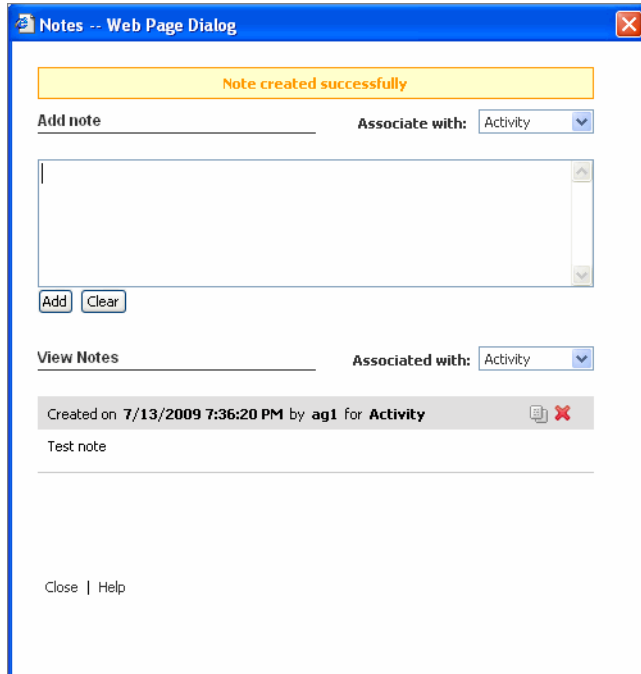 Notes -- Web Page Dialog
Note created successfully
Add note Associate with: Activity
Add Clear
View Notes Associated with: Activity
Created on 7/13/2009 7:36:20 PM by ag1 for Activity
Test note
Close | Help